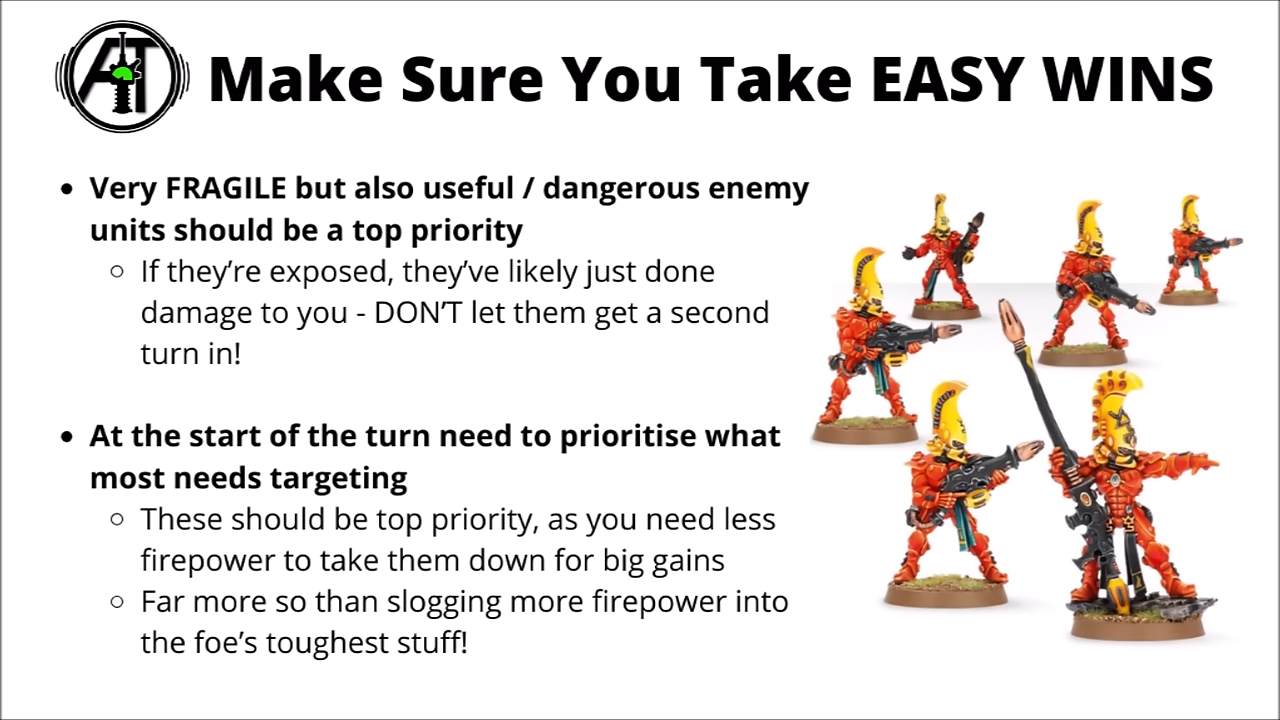 AT
Make Sure You Take EASY WINS
• Very FRAGILE but also useful / dangerous enemy
units should be a top priority
○ If they’re exposed, they’ve likely just done
damage to you - DON’T let them get a second
turn in!
• At the start of the turn need to prioritise what
most needs targeting
○ These should be top priority, as you need less
firepower to take them down for big gains
○ Far more so than slogging more firepower into
the foe’s toughest stuff!